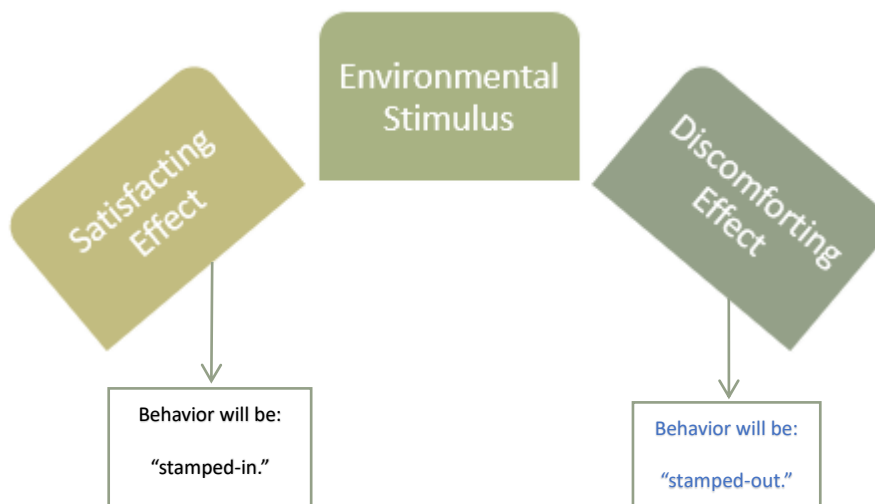 Environmental
Stimulus
Satisfacting
Effect
Discomforting
Effect
Behavior will be:
“stamped-in.”
Behavior will be:
“stamped-out.”